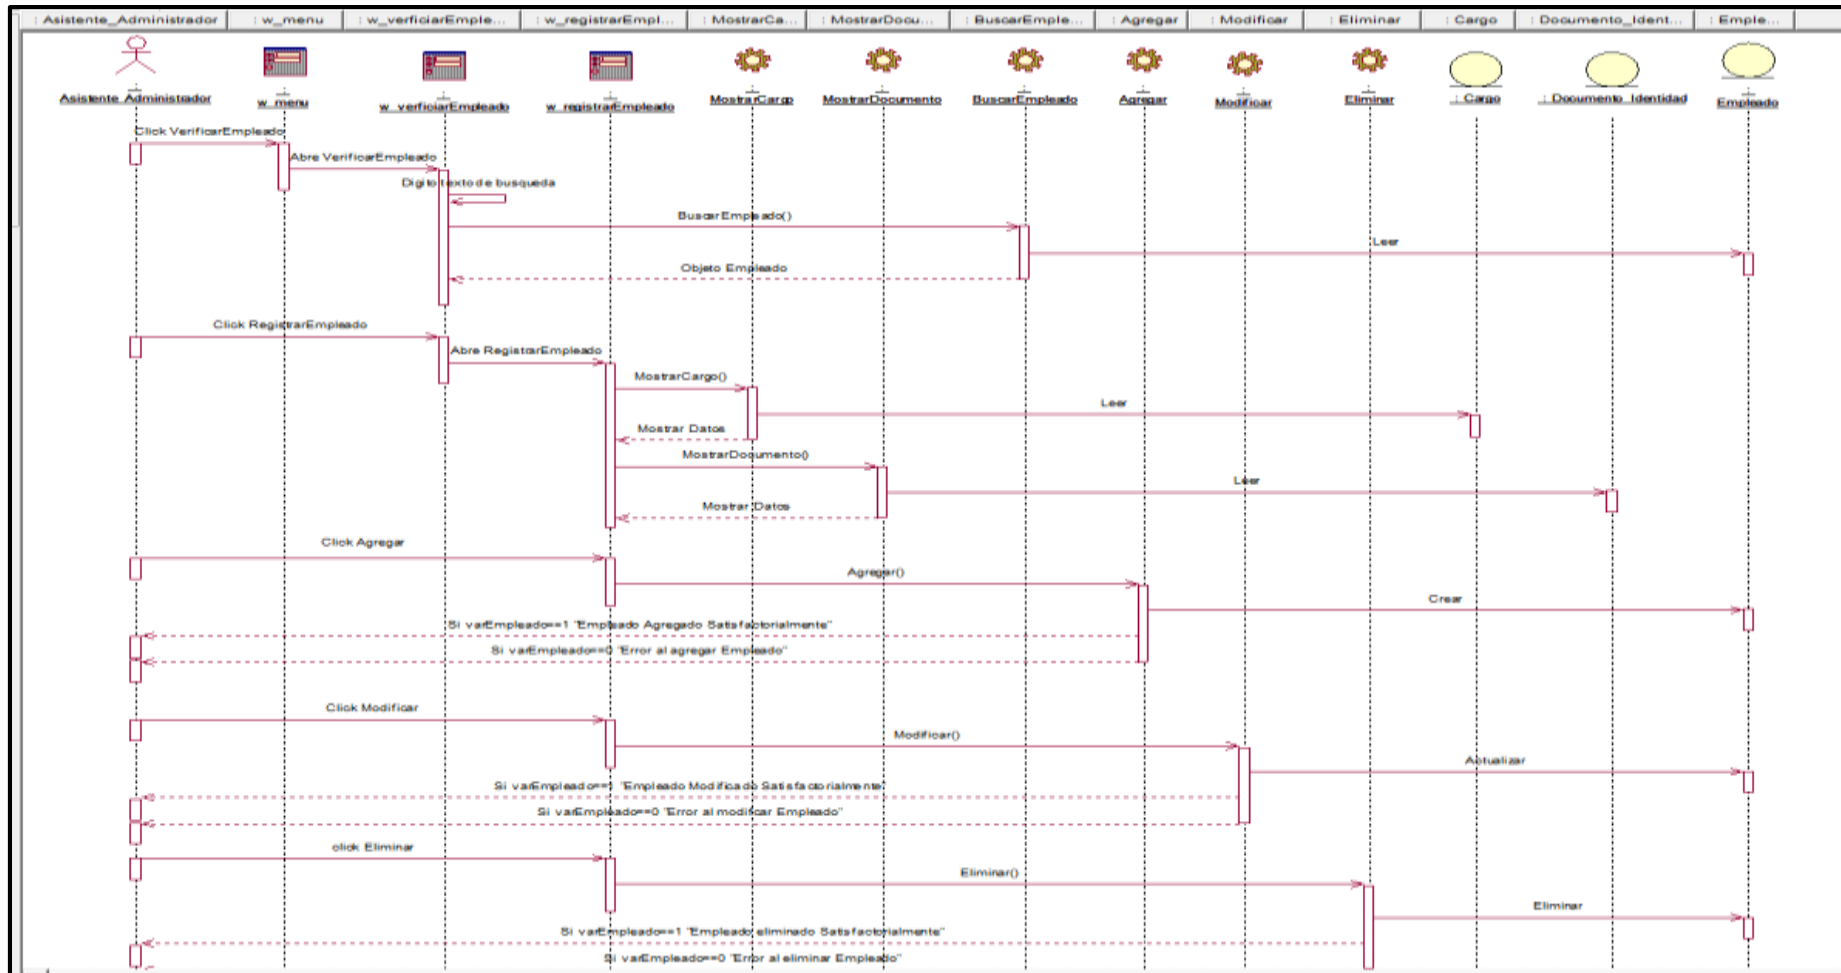 : Asistente_Administrador
: w_menu
: w_verficiarEmple...
: w_registrarEmpl...
: MostrarCa...
: MostrarDocu...
: BuscarEmple...
: Agregar
: Modificar
: Eliminar
: Cargo
: Documento_Ident...
: Emple...
Asistente_Administrador
w_menu
w_verficiarEmpleado
w_registrarEmpleado
MostrarCargo
MostrarDocumento
BuscarEmpleado
Agregar
Modificar
Eliminar
: Cargo
: Documento_Identidad
Empleado
Click VerificarEmpleado
Abre VerificarEmpleado
Digito texto de busqueda
BuscarEmpleado()
Leer
Objeto Empleado
Click RegistrarEmpleado
Abre RegistrarEmpleado
MostrarCargo()
Leer
Mostrar Datos
MostrarDocumento()
Leer
Mostrar Datos
Click Agregar
Agregar()
Crear
Si varEmpleado==1 "Empleado Agregado Satisfactorialmente"
Si varEmpleado==0 "Error al agregar Empleado"
Click Modificar
Modificar()
Actualizar
Si varEmpleado==1 "Empleado Modificado Satisfactorialmente"
Si varEmpleado==0 "Error al modificar Empleado"
click Eliminar
Eliminar()
Eliminar
Si varEmpleado==1 "Empleado eliminado Satisfactorialmente"
Si varEmpleado==0 "Error al eliminar Empleado"